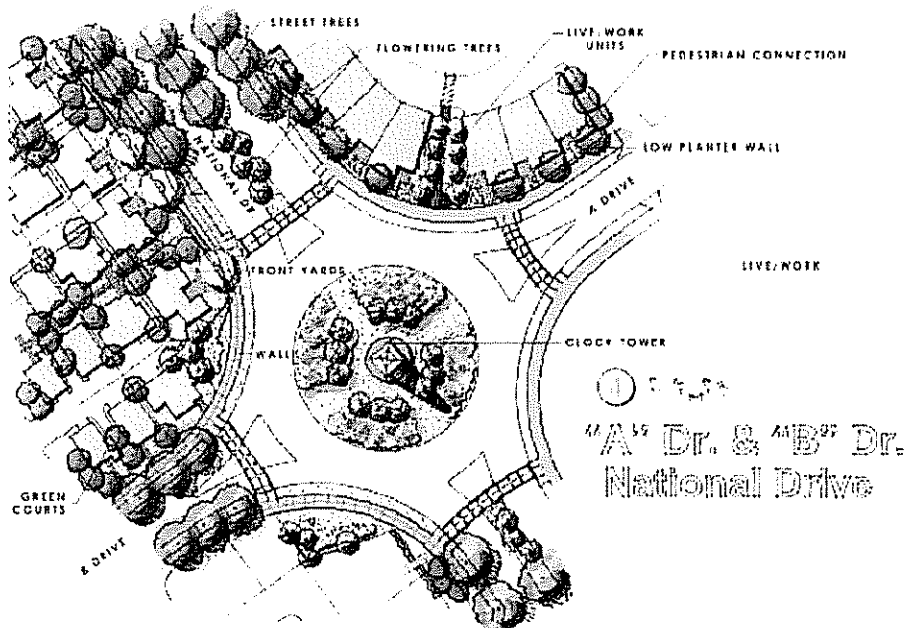 STREET TREES
FLOWERING TREES
LIVE/WORK
UNITS
PEDESTRIAN CONNECTION
LOW PLANTER WALL
NATIONAL DR
A DRIVE
LIVE/WORK
FRONT YARDS
WALL
CLOCK TOWER
1
"A" Dr. & "B" Dr.
National Drive
GREEN
COURTS
B DRIVE